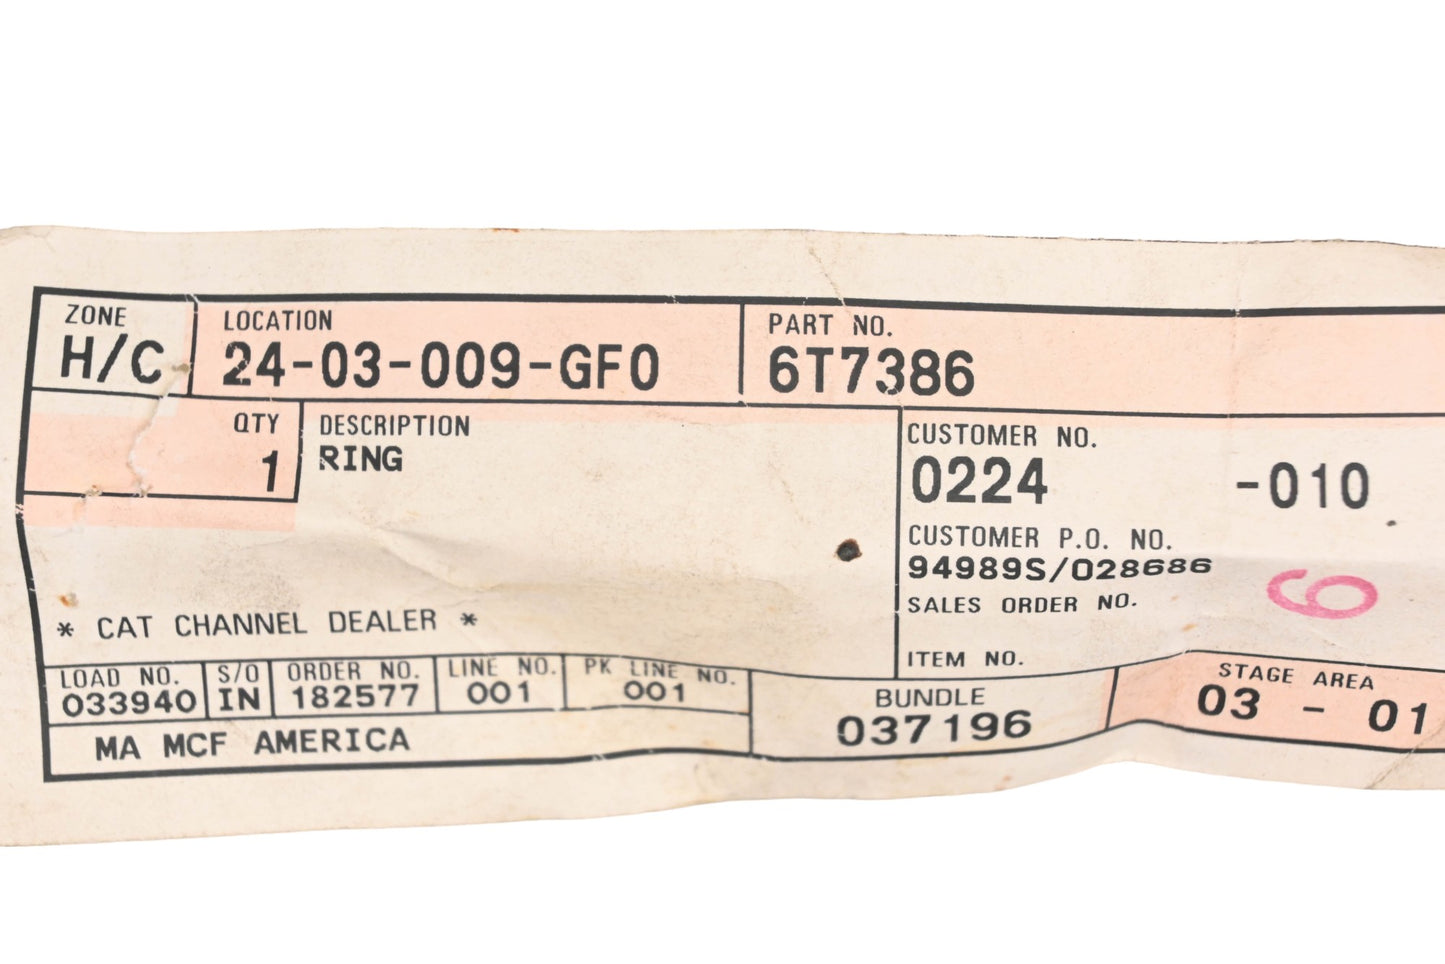 ZONE LOCATION PART NO.
H/C 24-03-009-GF0 6T7386
QTY DESCRIPTION CUSTOMER NO.
1 RING 0224 -010
CUSTOMER P.O. NO.
94989S/028686
6
SALES ORDER NO.
* CAT CHANNEL DEALER *
ITEM NO.
LOAD NO. S/O ORDER NO. LINE NO. PK LINE NO. BUNDLE STAGE AREA
033940 IN 182577 001 001 037196 03 - 01
MA MCF AMERICA